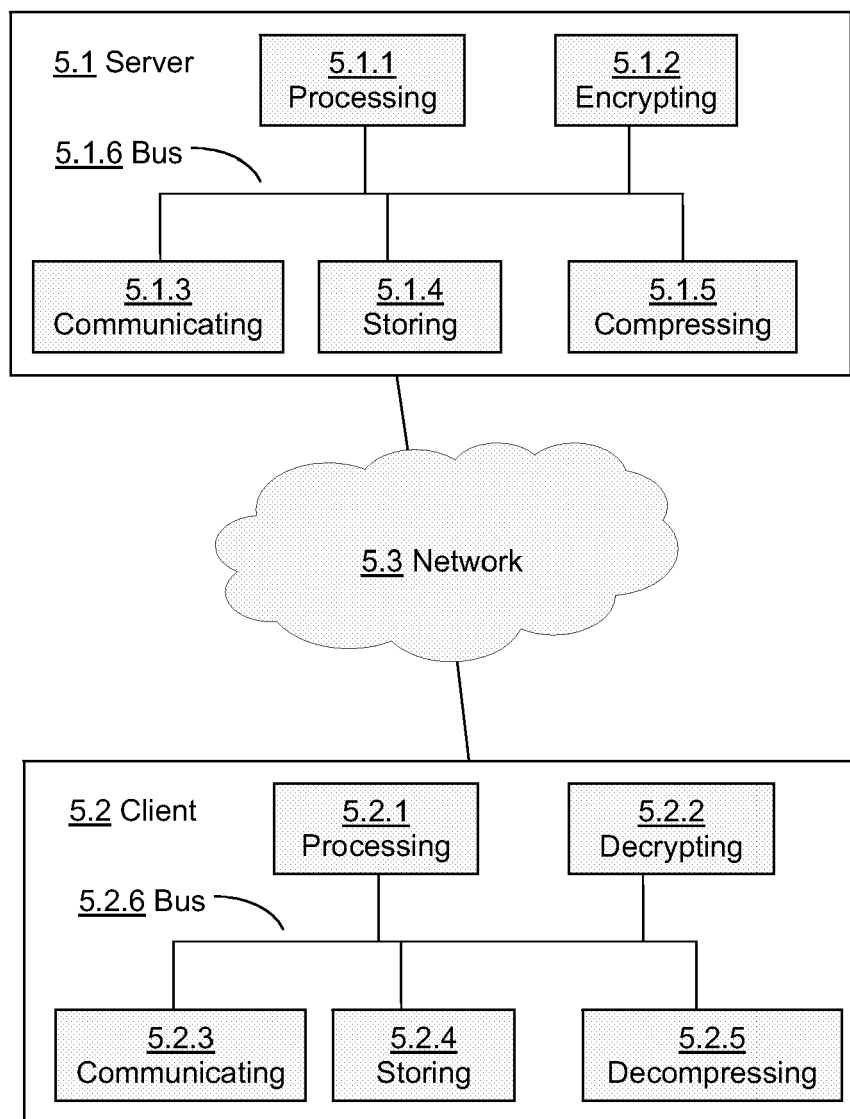 5.1 Server
5.1.1
Processing
5.1.2
Encrypting
5.1.6 Bus
5.1.3
Communicating
5.1.4
Storing
5.1.5
Compressing
5.3 Network
5.2 Client
5.2.1
Processing
5.2.2
Decrypting
5.2.6 Bus
5.2.3
Communicating
5.2.4
Storing
5.2.5
Decompressing